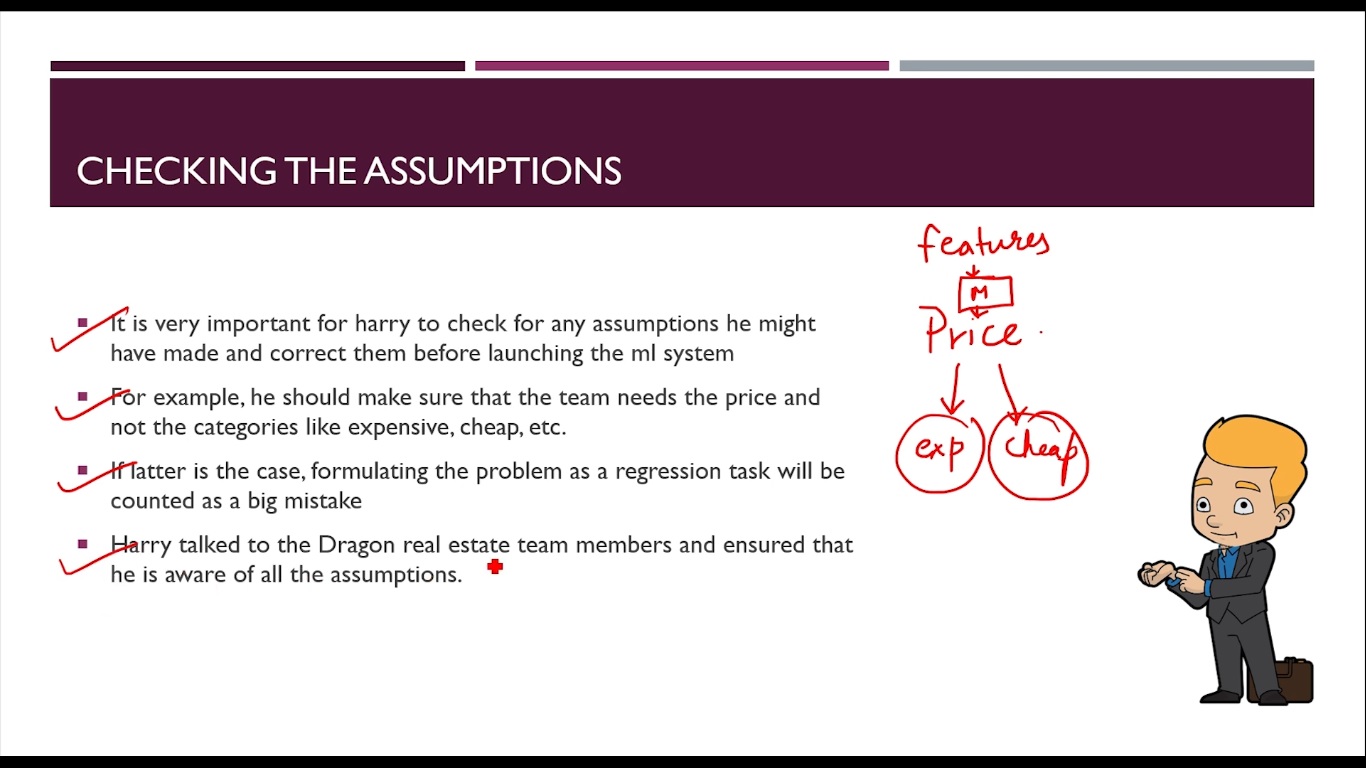 CHECKING THE ASSUMPTIONS
It is very important for harry to check for any assumptions he might
have made and correct them before launching the ml system
For example, he should make sure that the team needs the price and
not the categories like expensive, cheap, etc.
If latter is the case, formulating the problem as a regression task will be
counted as a big mistake
Harry talked to the Dragon real estate team members and ensured that
he is aware of all the assumptions.
features
M
Price
exp cheap